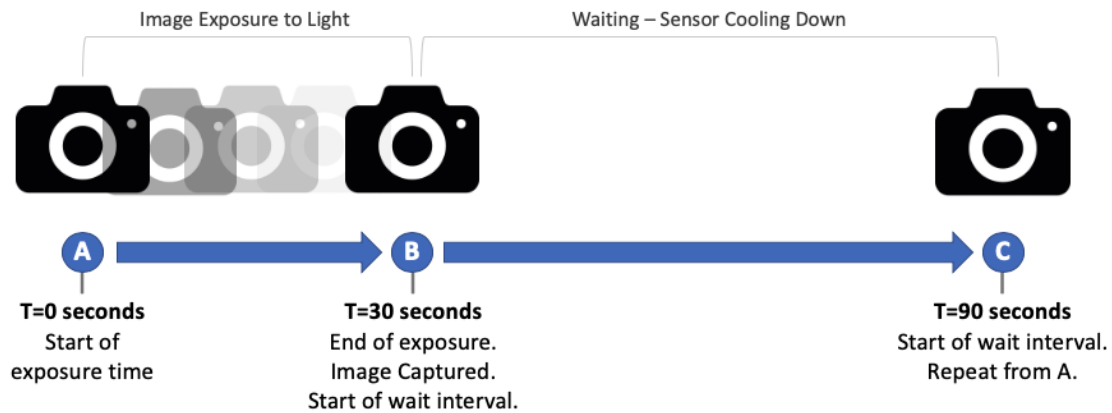 Image Exposure to Light
Waiting – Sensor Cooling Down
A
B
C
T=0 seconds
Start of
exposure time
T=30 seconds
End of exposure.
Image Captured.
Start of wait interval.
T=90 seconds
Start of wait interval.
Repeat from A.